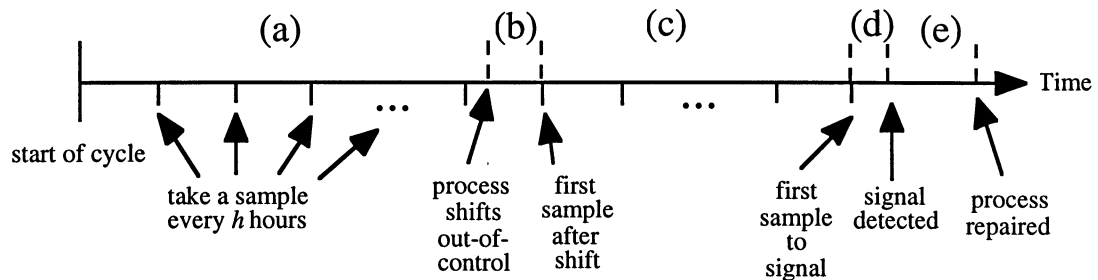 (a)
(b)
(c)
(d)
(e)
Time
...
...
start of cycle
take a sample
every h hours
process
shifts
out-of-
control
first
sample
after
shift
first
sample
to
signal
signal
detected
process
repaired